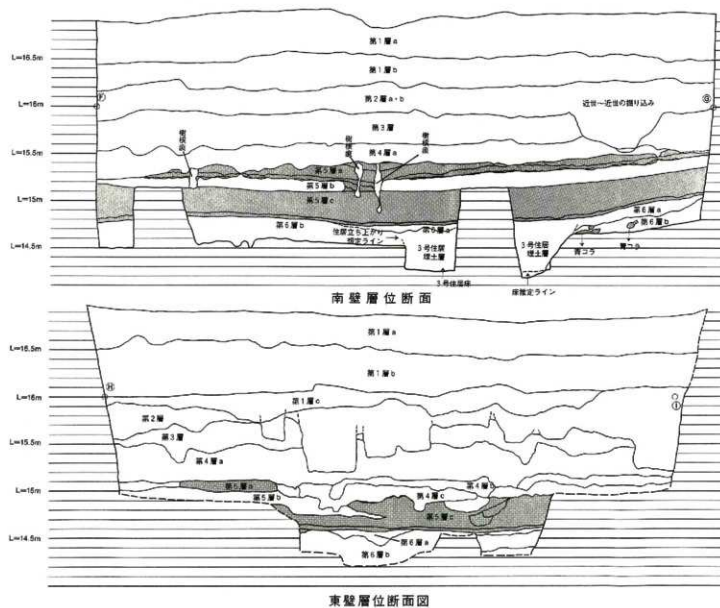 第1層a
L=16.5m
第1層b
Ⓕ
Ⓖ
L=16m
第2層a・b
近世～近世の掘り込み
第3層
L=15.5m
樹根痕
樹根痕
樹根痕
第4層a
第5層a
第5層b
L=15m
第5層c
第6層a
第6層b
第6層b
第6層a
住居立ち上がり
想定ライン
3号住居
埋土層
3号住居
埋土層
青コラ
青コラ
L=14.5m
3号住居床
床推定ライン
南壁層位断面
第1層a
L=16.5m
第1層b
Ⓗ
L=16m
Ⓘ
第1層c
第2層
第3層
L=15.5m
第4層a
第5層a
第4層b
L=15m
第5層b
第4層c
第5層c
L=14.5m
第6層a
第6層b
東壁層位断面図